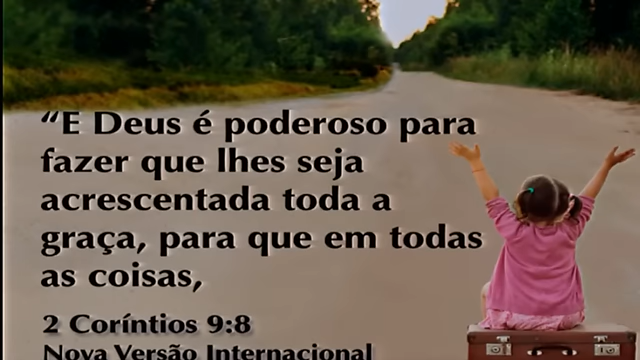 “E Deus é poderoso para
fazer que lhes seja
acrescentada toda a
graça, para que em todas
as coisas,
2 Coríntios 9:8
Nova Versão Internacional